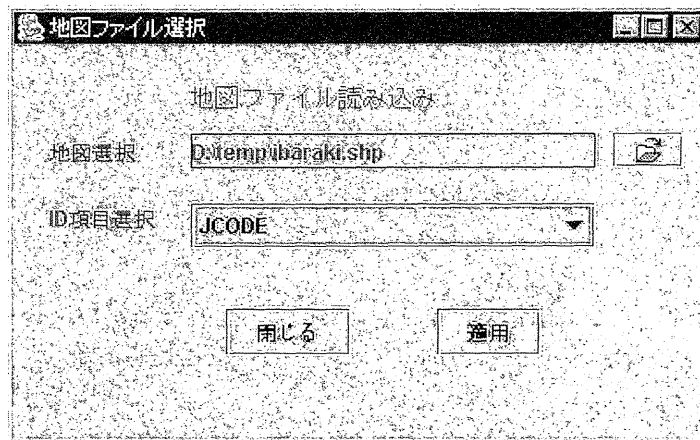 地図ファイル選択
地図ファイル読み込み
地図選択 D:\temp\ibaraki.shp
ID項目選択 JCODE
閉じる 適用